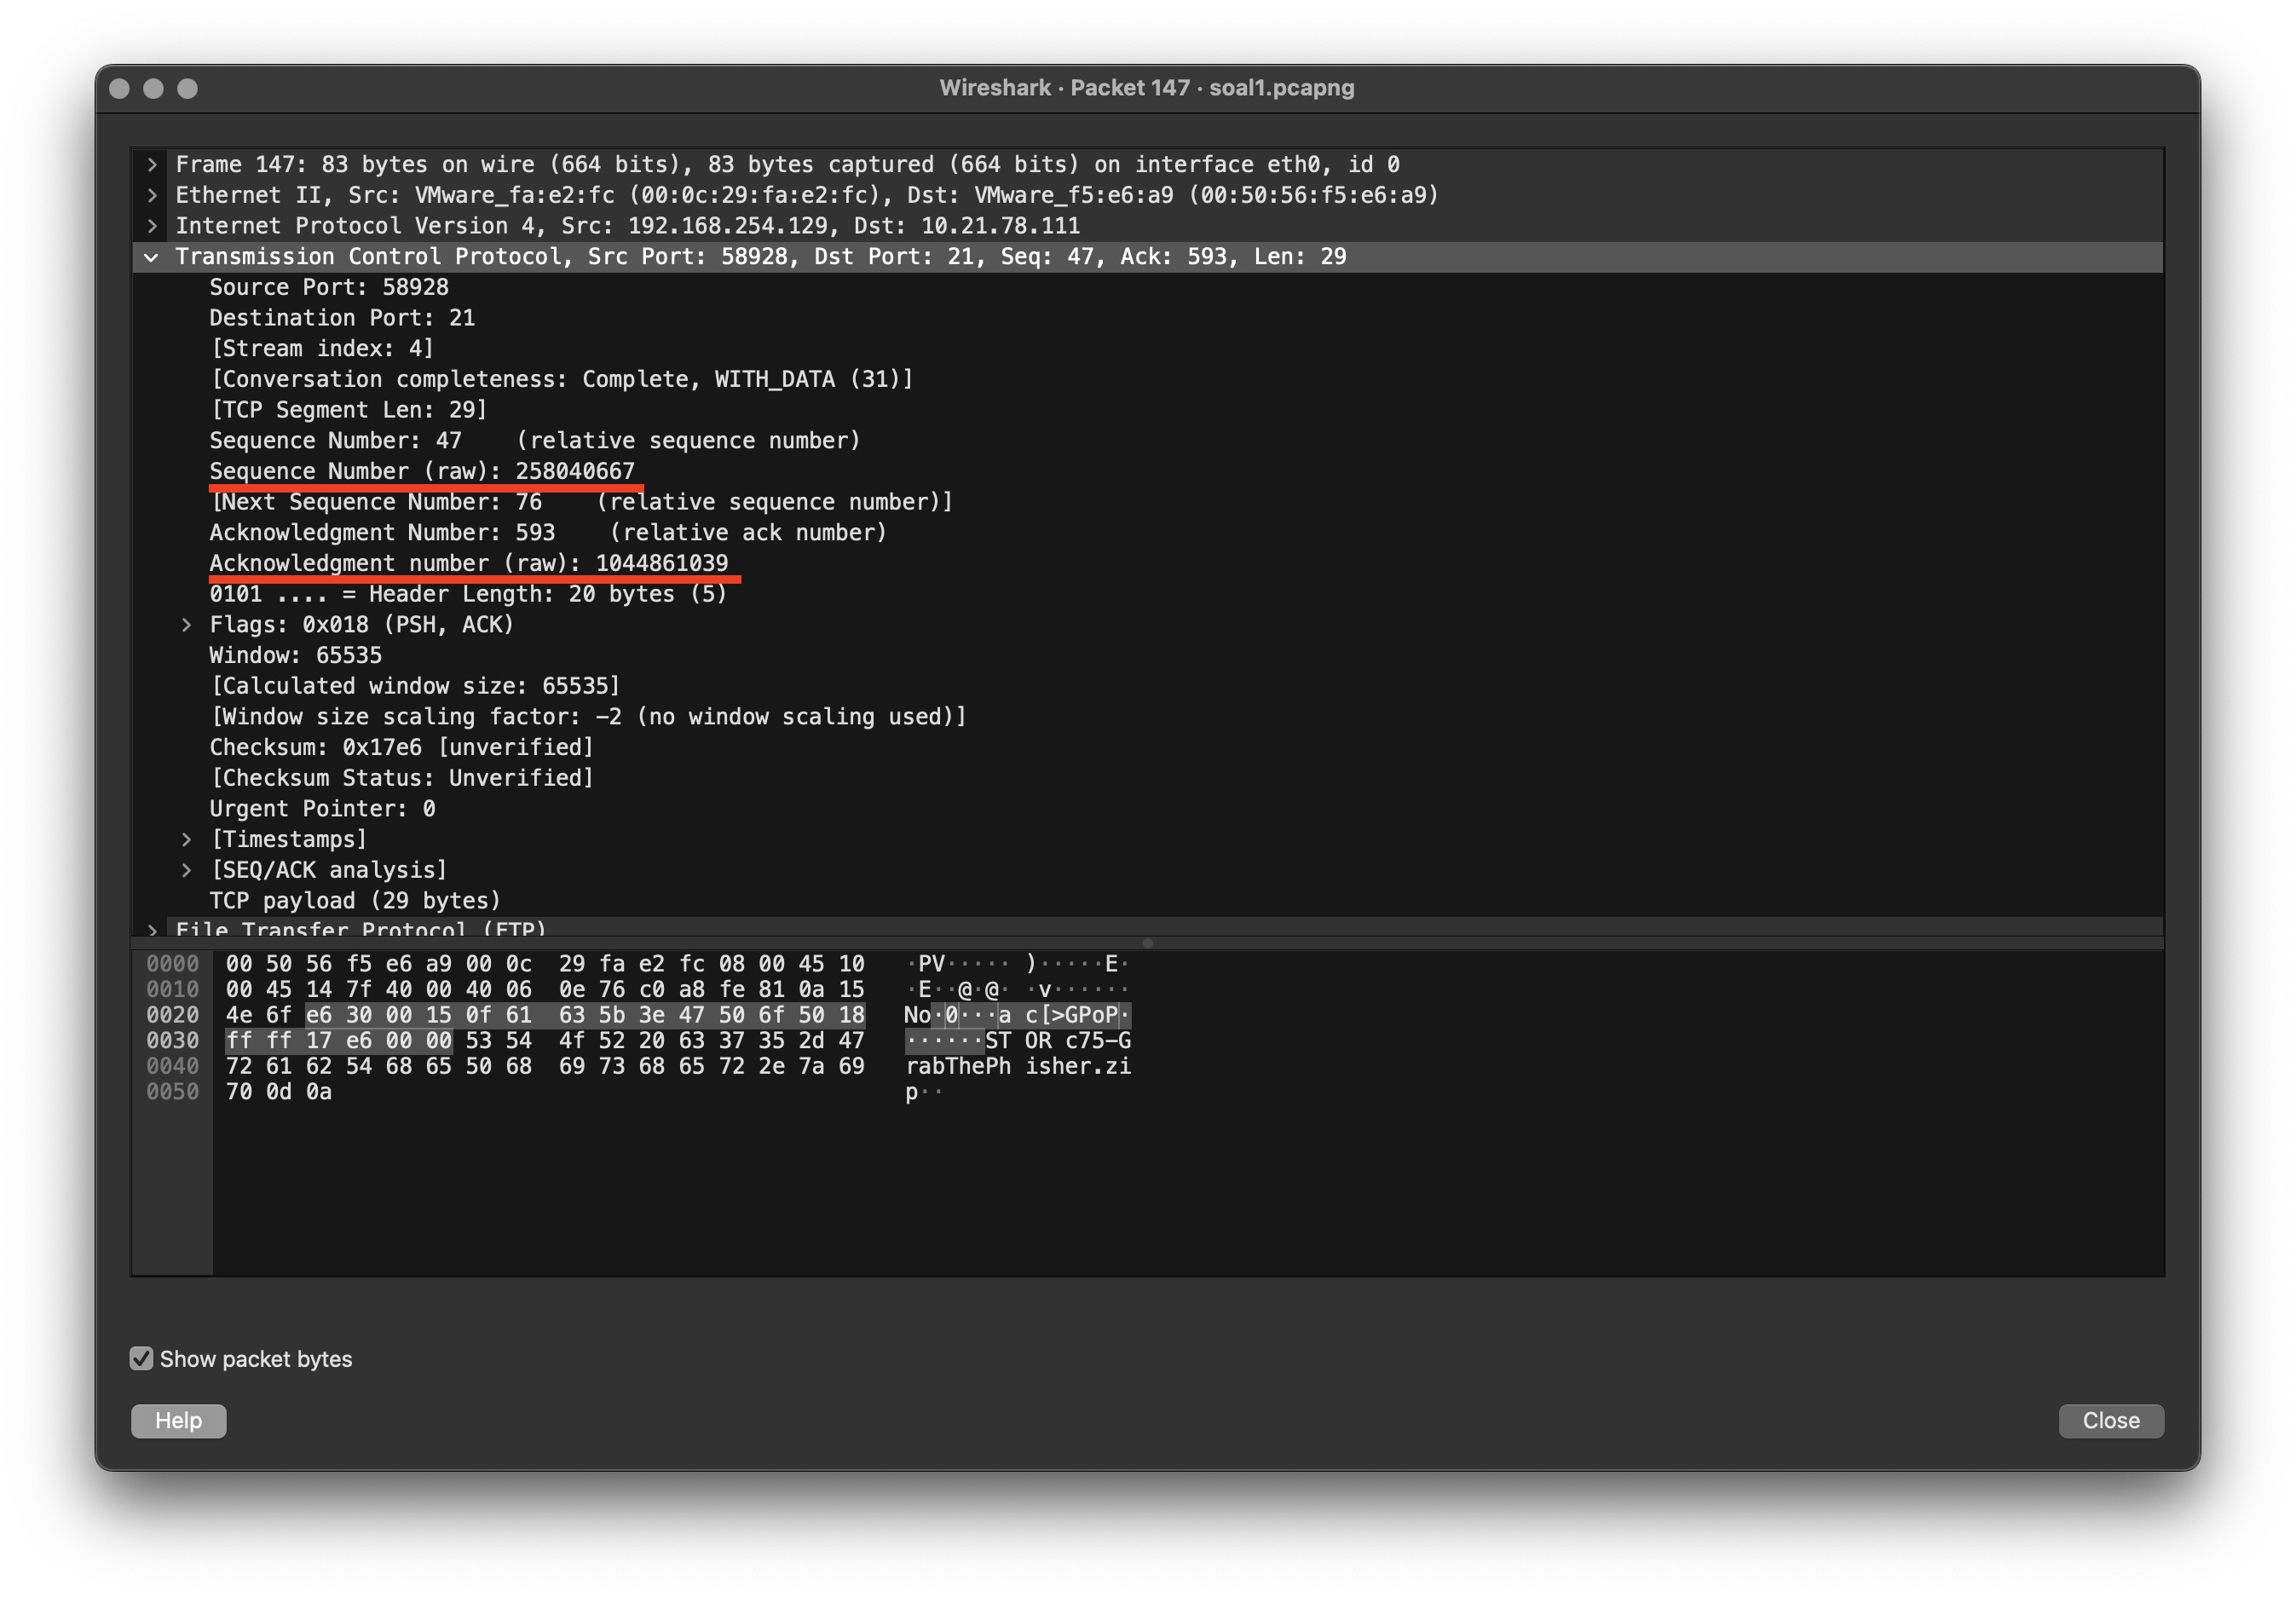 Wireshark · Packet 147 · soal1.pcapng
Frame 147: 83 bytes on wire (664 bits), 83 bytes captured (664 bits) on interface eth0, id 0
Ethernet II, Src: VMware_fa:e2:fc (00:0c:29:fa:e2:fc), Dst: VMware_f5:e6:a9 (00:50:56:f5:e6:a9)
Internet Protocol Version 4, Src: 192.168.254.129, Dst: 10.21.78.111
Transmission Control Protocol, Src Port: 58928, Dst Port: 21, Seq: 47, Ack: 593, Len: 29
Source Port: 58928
Destination Port: 21
[Stream index: 4]
[Conversation completeness: Complete, WITH_DATA (31)]
[TCP Segment Len: 29]
Sequence Number: 47    (relative sequence number)
Sequence Number (raw): 258040667
[Next Sequence Number: 76    (relative sequence number)]
Acknowledgment Number: 593    (relative ack number)
Acknowledgment number (raw): 1044861039
0101 .... = Header Length: 20 bytes (5)
Flags: 0x018 (PSH, ACK)
Window: 65535
[Calculated window size: 65535]
[Window size scaling factor: -2 (no window scaling used)]
Checksum: 0x17e6 [unverified]
[Checksum Status: Unverified]
Urgent Pointer: 0
[Timestamps]
[SEQ/ACK analysis]
TCP payload (29 bytes)
File Transfer Protocol (FTP)
0000 00 50 56 f5 e6 a9 00 0c 29 fa e2 fc 08 00 45 10 ·PV····· )·····E·
0010 00 45 14 7f 40 00 40 06 0e 76 c0 a8 fe 81 0a 15 ·E··@·@· ·v······
0020 4e 6f e6 30 00 15 0f 61 63 5b 3e 47 50 6f 50 18 No·0···a c[>GPoP·
0030 ff ff 17 e6 00 00 53 54 4f 52 20 63 37 35 2d 47 ······ST OR c75-G
0040 72 61 62 54 68 65 50 68 69 73 68 65 72 2e 7a 69 rabThePh isher.zi
0050 70 0d 0a p··
Show packet bytes
Help
Close